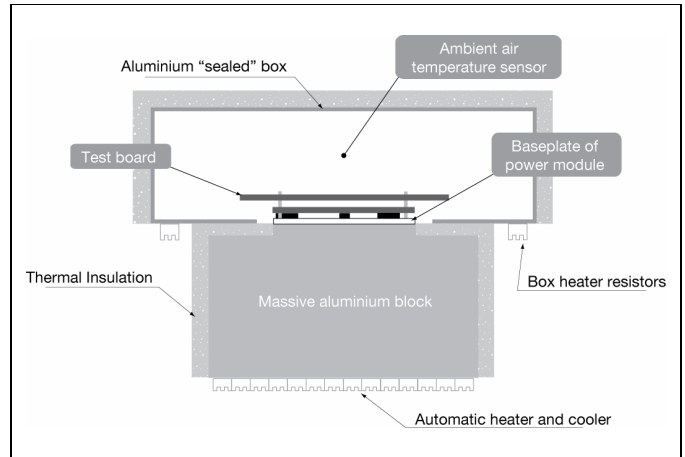 Ambient air
temperature sensor
Aluminium “sealed” box
Test board
Baseplate of
power module
Thermal Insulation
Box heater resistors
Massive aluminium block
Automatic heater and cooler